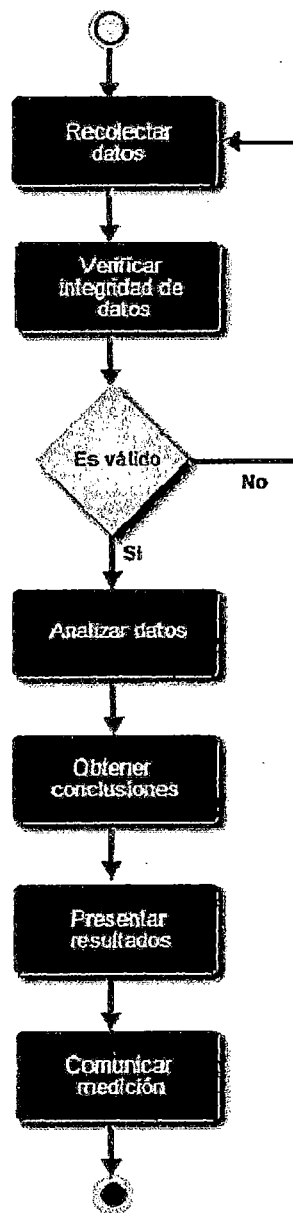 Recolectar
datos
Verificar
integridad de
datos
Es válido
No
Si
Analizar datos
Obtener
conclusiones
Presentar
resultados
Comunicar
medición